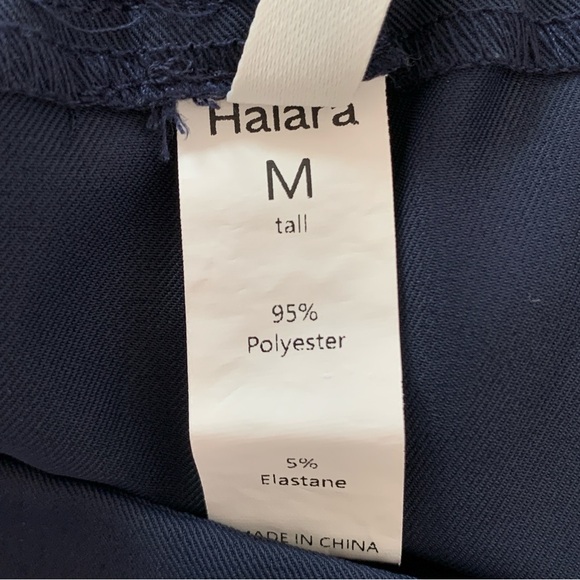 Halara
M
tall
95%
Polyester
5%
Elastane
MADE IN CHINA